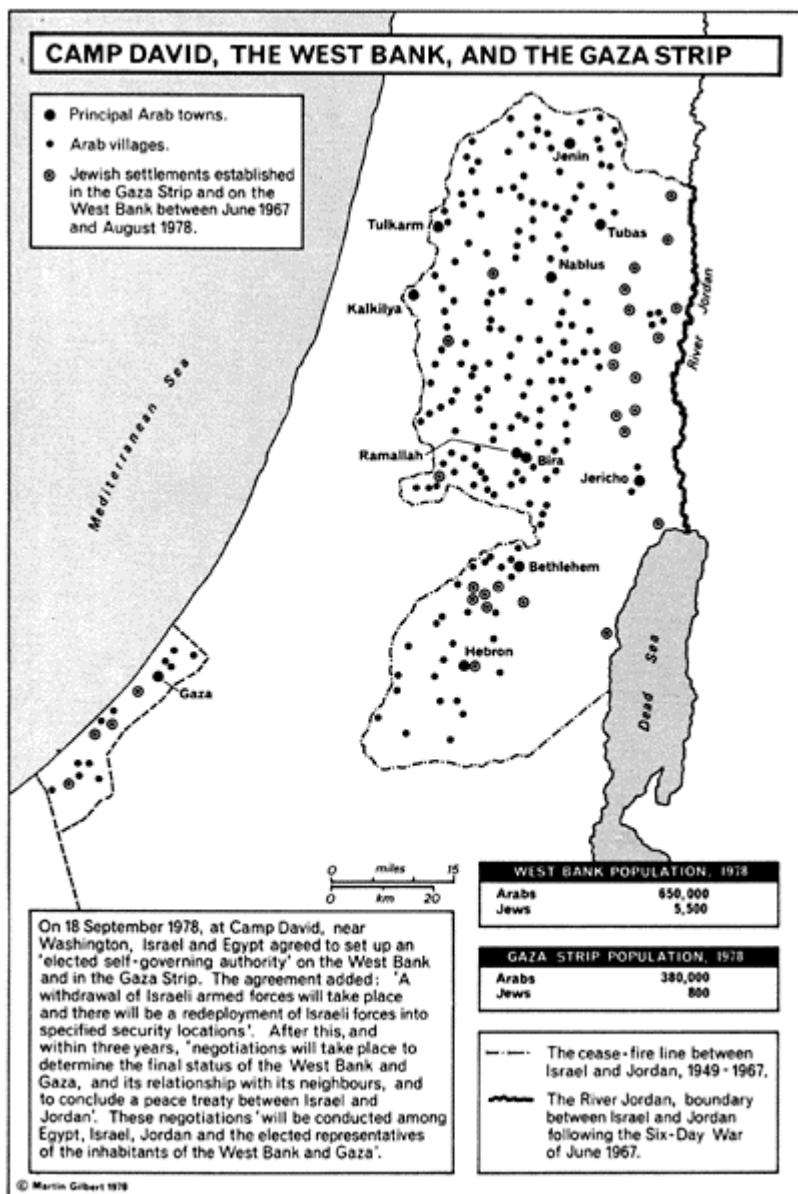 CAMP DAVID, THE WEST BANK, AND THE GAZA STRIP
Principal Arab towns.
Arab villages.
Jewish settlements established
in the Gaza Strip and on the
West Bank between June 1967
and August 1978.
Jenin
Tulkarm
Tubas
Nablus
Kalkilya
River Jordan
Mediterranean Sea
Ramallah
Bira
Jericho
Bethlehem
Hebron
Dead Sea
Gaza
0 miles 15
0 km 20
WEST BANK POPULATION, 1978
Arabs 650,000
Jews 5,500
GAZA STRIP POPULATION, 1978
Arabs 380,000
Jews 800
On 18 September 1978, at Camp David, near
Washington, Israel and Egypt agreed to set up an
'elected self-governing authority' on the West Bank
and in the Gaza Strip. The agreement added: 'A
withdrawal of Israeli armed forces will take place
and there will be a redeployment of Israeli forces into
specified security locations'. After this, and
within three years, 'negotiations will take place to
determine the final status of the West Bank and
Gaza, and its relationship with its neighbours, and
to conclude a peace treaty between Israel and
Jordan'. These negotiations 'will be conducted among
Egypt, Israel, Jordan and the elected representatives
of the inhabitants of the West Bank and Gaza'.
The cease-fire line between
Israel and Jordan, 1949-1967.
The River Jordan, boundary
between Israel and Jordan
following the Six-Day War
of June 1967.
© Martin Gilbert 1978